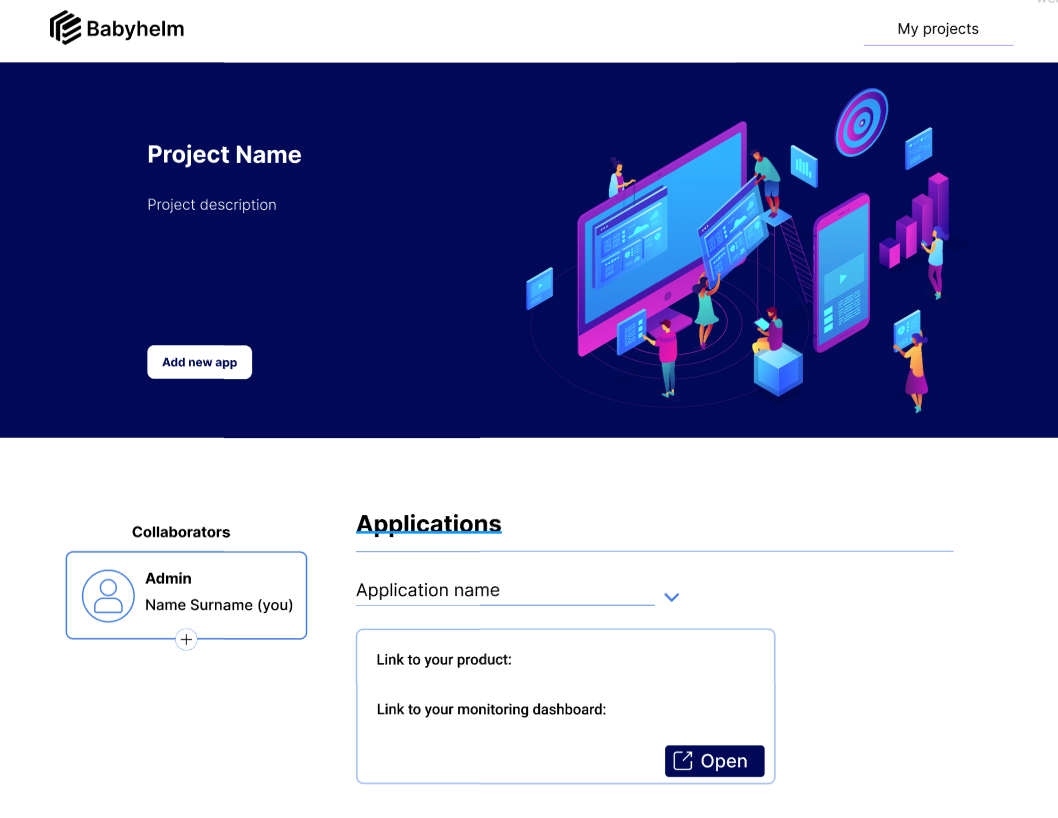 Babyhelm
My projects
Project Name
Project description
Add new app
Collaborators
Admin
Name Surname (you)
Applications
Application name
Link to your product:
Link to your monitoring dashboard:
Open